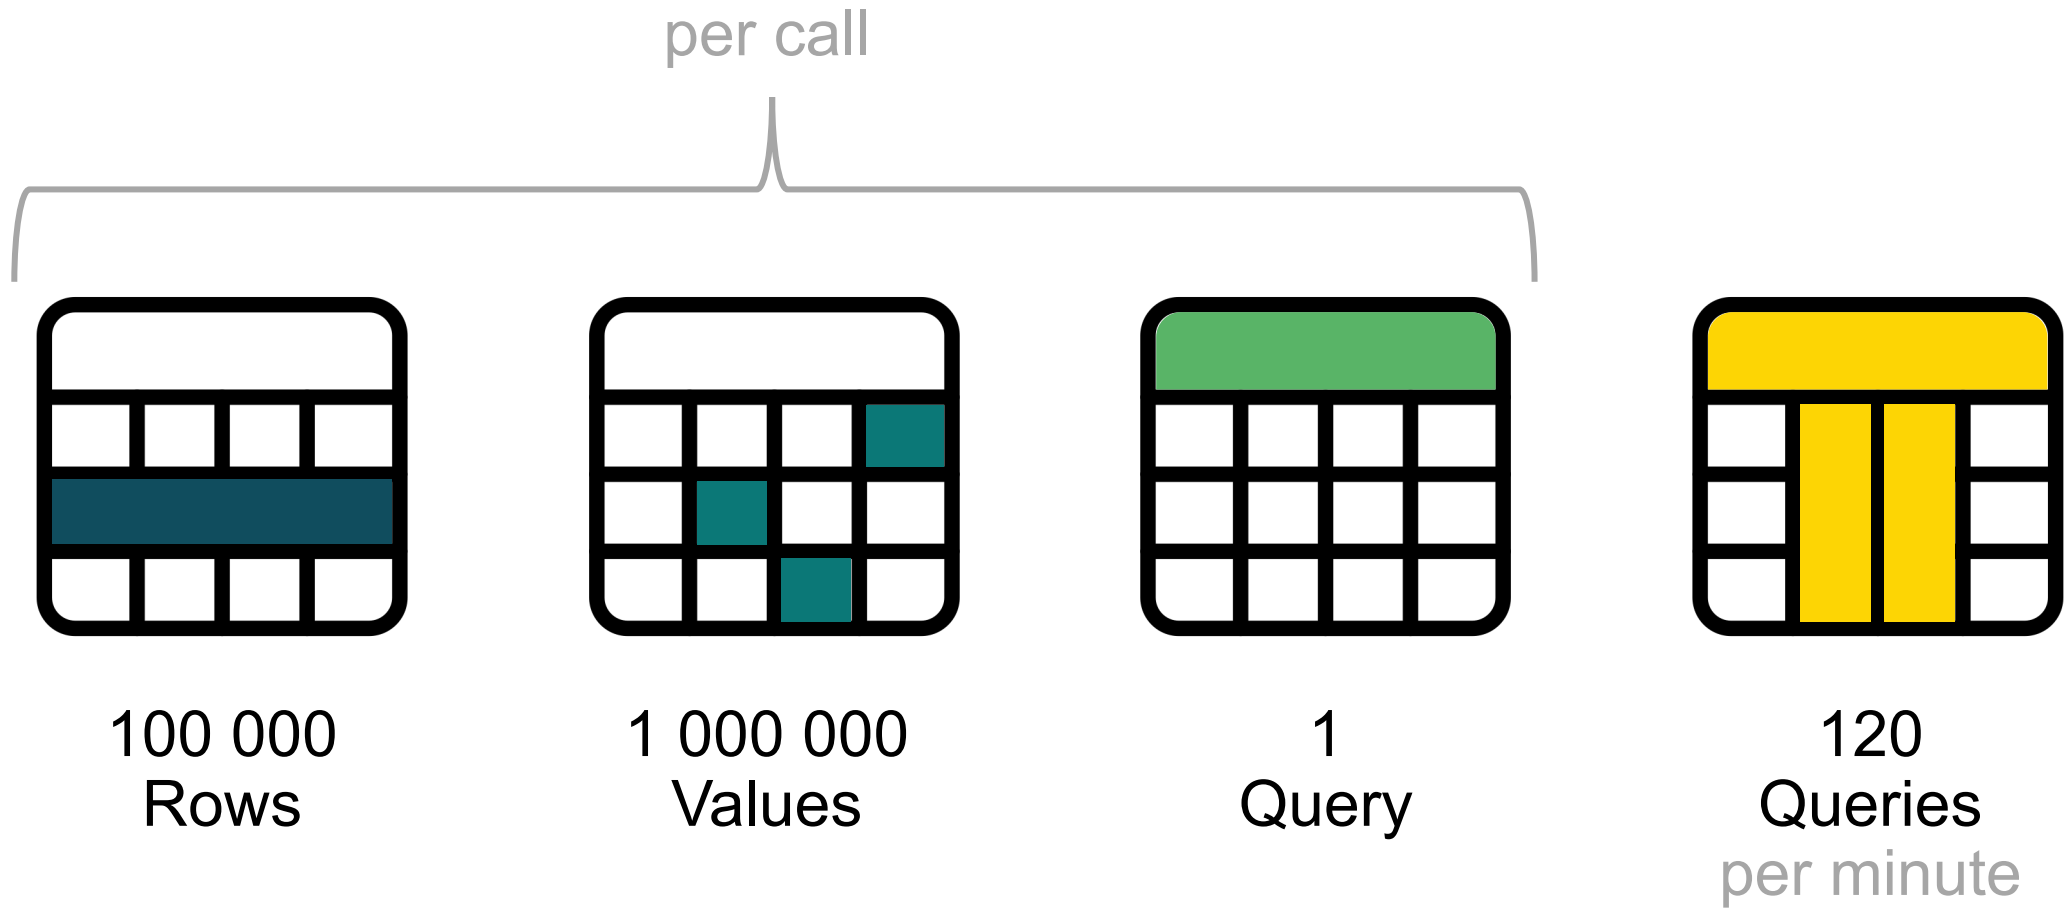 per call
100 000
Rows
1 000 000
Values
1
Query
120
Queries
per minute